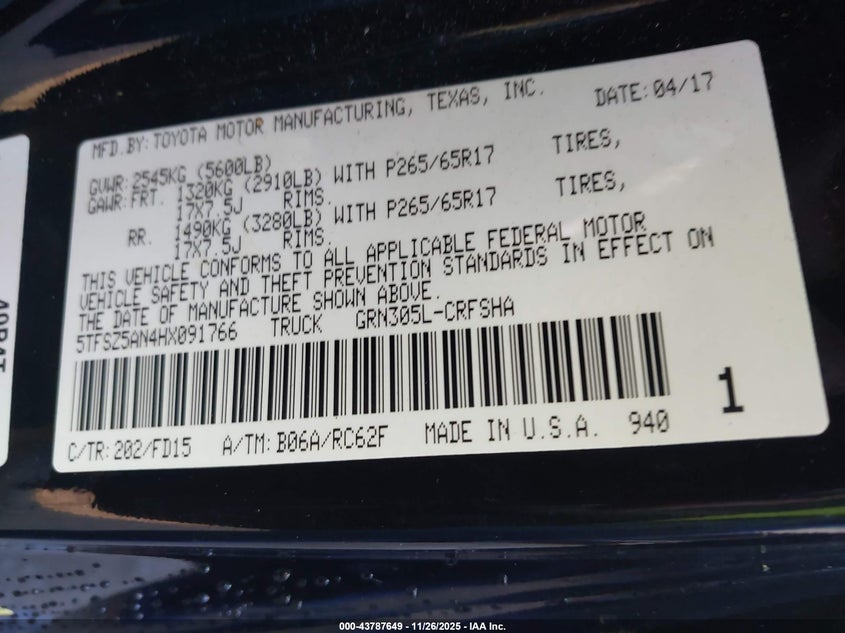 MFD.BY:TOYOTA MOTOR MANUFACTURING, TEXAS, INC. DATE:04/17
GVWR:2545KG (5600LB)
GAWR:FRT. 1320KG (2910LB) WITH P265/65R17 TIRES,
17X7.5J RIMS.
RR. 1490KG (3280LB) WITH P265/65R17 TIRES,
17X7.5J RIMS.
THIS VEHICLE CONFORMS TO ALL APPLICABLE FEDERAL MOTOR
VEHICLE SAFETY AND THEFT PREVENTION STANDARDS IN EFFECT ON
THE DATE OF MANUFACTURE SHOWN ABOVE.
5TFSZ5AN4HX091766 TRUCK GRN305L-CRFSHA
1
C/TR:202/FD15 A/TM:B06A/RC62F MADE IN U.S.A. 940
000-43787649 - 11/26/2025 - IAA Inc.